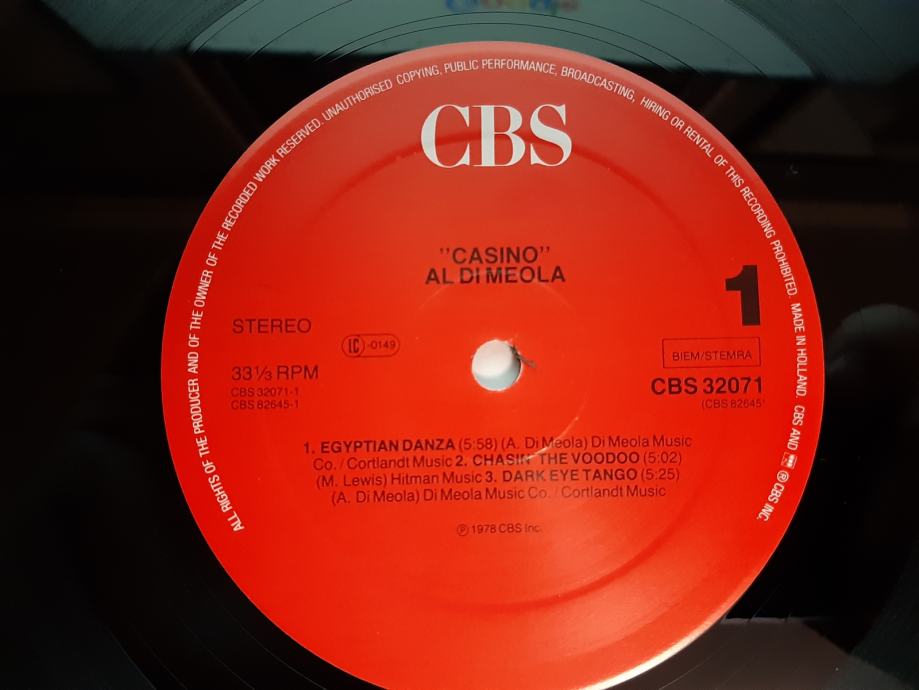 ALL RIGHTS OF THE PRODUCER AND OF THE OWNER OF THE RECORDED WORK RESERVED. UNAUTHORISED COPYING, PUBLIC PERFORMANCE, BROADCASTING, HIRING OR RENTAL OF THIS RECORDING PROHIBITED. MADE IN HOLLAND. CBS AND ® CBS INC.
CBS
"CASINO"
AL DI MEOLA
1
STEREO
LC -0149
BIEM/STEMRA
33⅓ RPM
CBS 32071
CBS 32071-1
(CBS 82645)
CBS 82645-1
1. EGYPTIAN DANZA (5:58) (A. Di Meola) Di Meola Music
Co. / Cortlandt Music 2. CHASIN' THE VOODOO (5:02)
(M. Lewis) Hitman Music 3. DARK EYE TANGO (5:25)
(A. Di Meola) Di Meola Music Co. / Cortlandt Music
℗ 1978 CBS Inc.